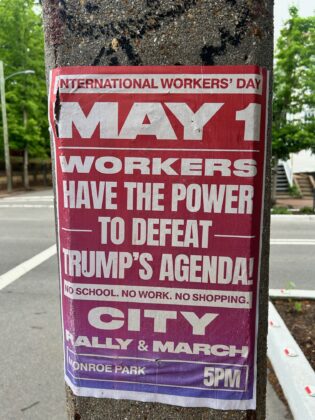 INTERNATIONAL WORKERS' DAY
MAY 1
WORKERS
HAVE THE POWER
TO DEFEAT
TRUMP'S AGENDA!
NO SCHOOL. NO WORK. NO SHOPPING.
CITY
RALLY & MARCH
MONROE PARK 5PM